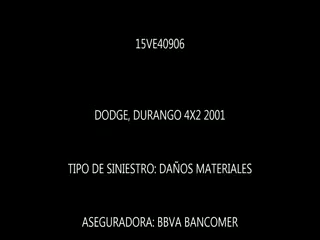 15VE40906
DODGE, DURANGO 4X2 2001
TIPO DE SINIESTRO: DAÑOS MATERIALES
ASEGURADORA: BBVA BANCOMER